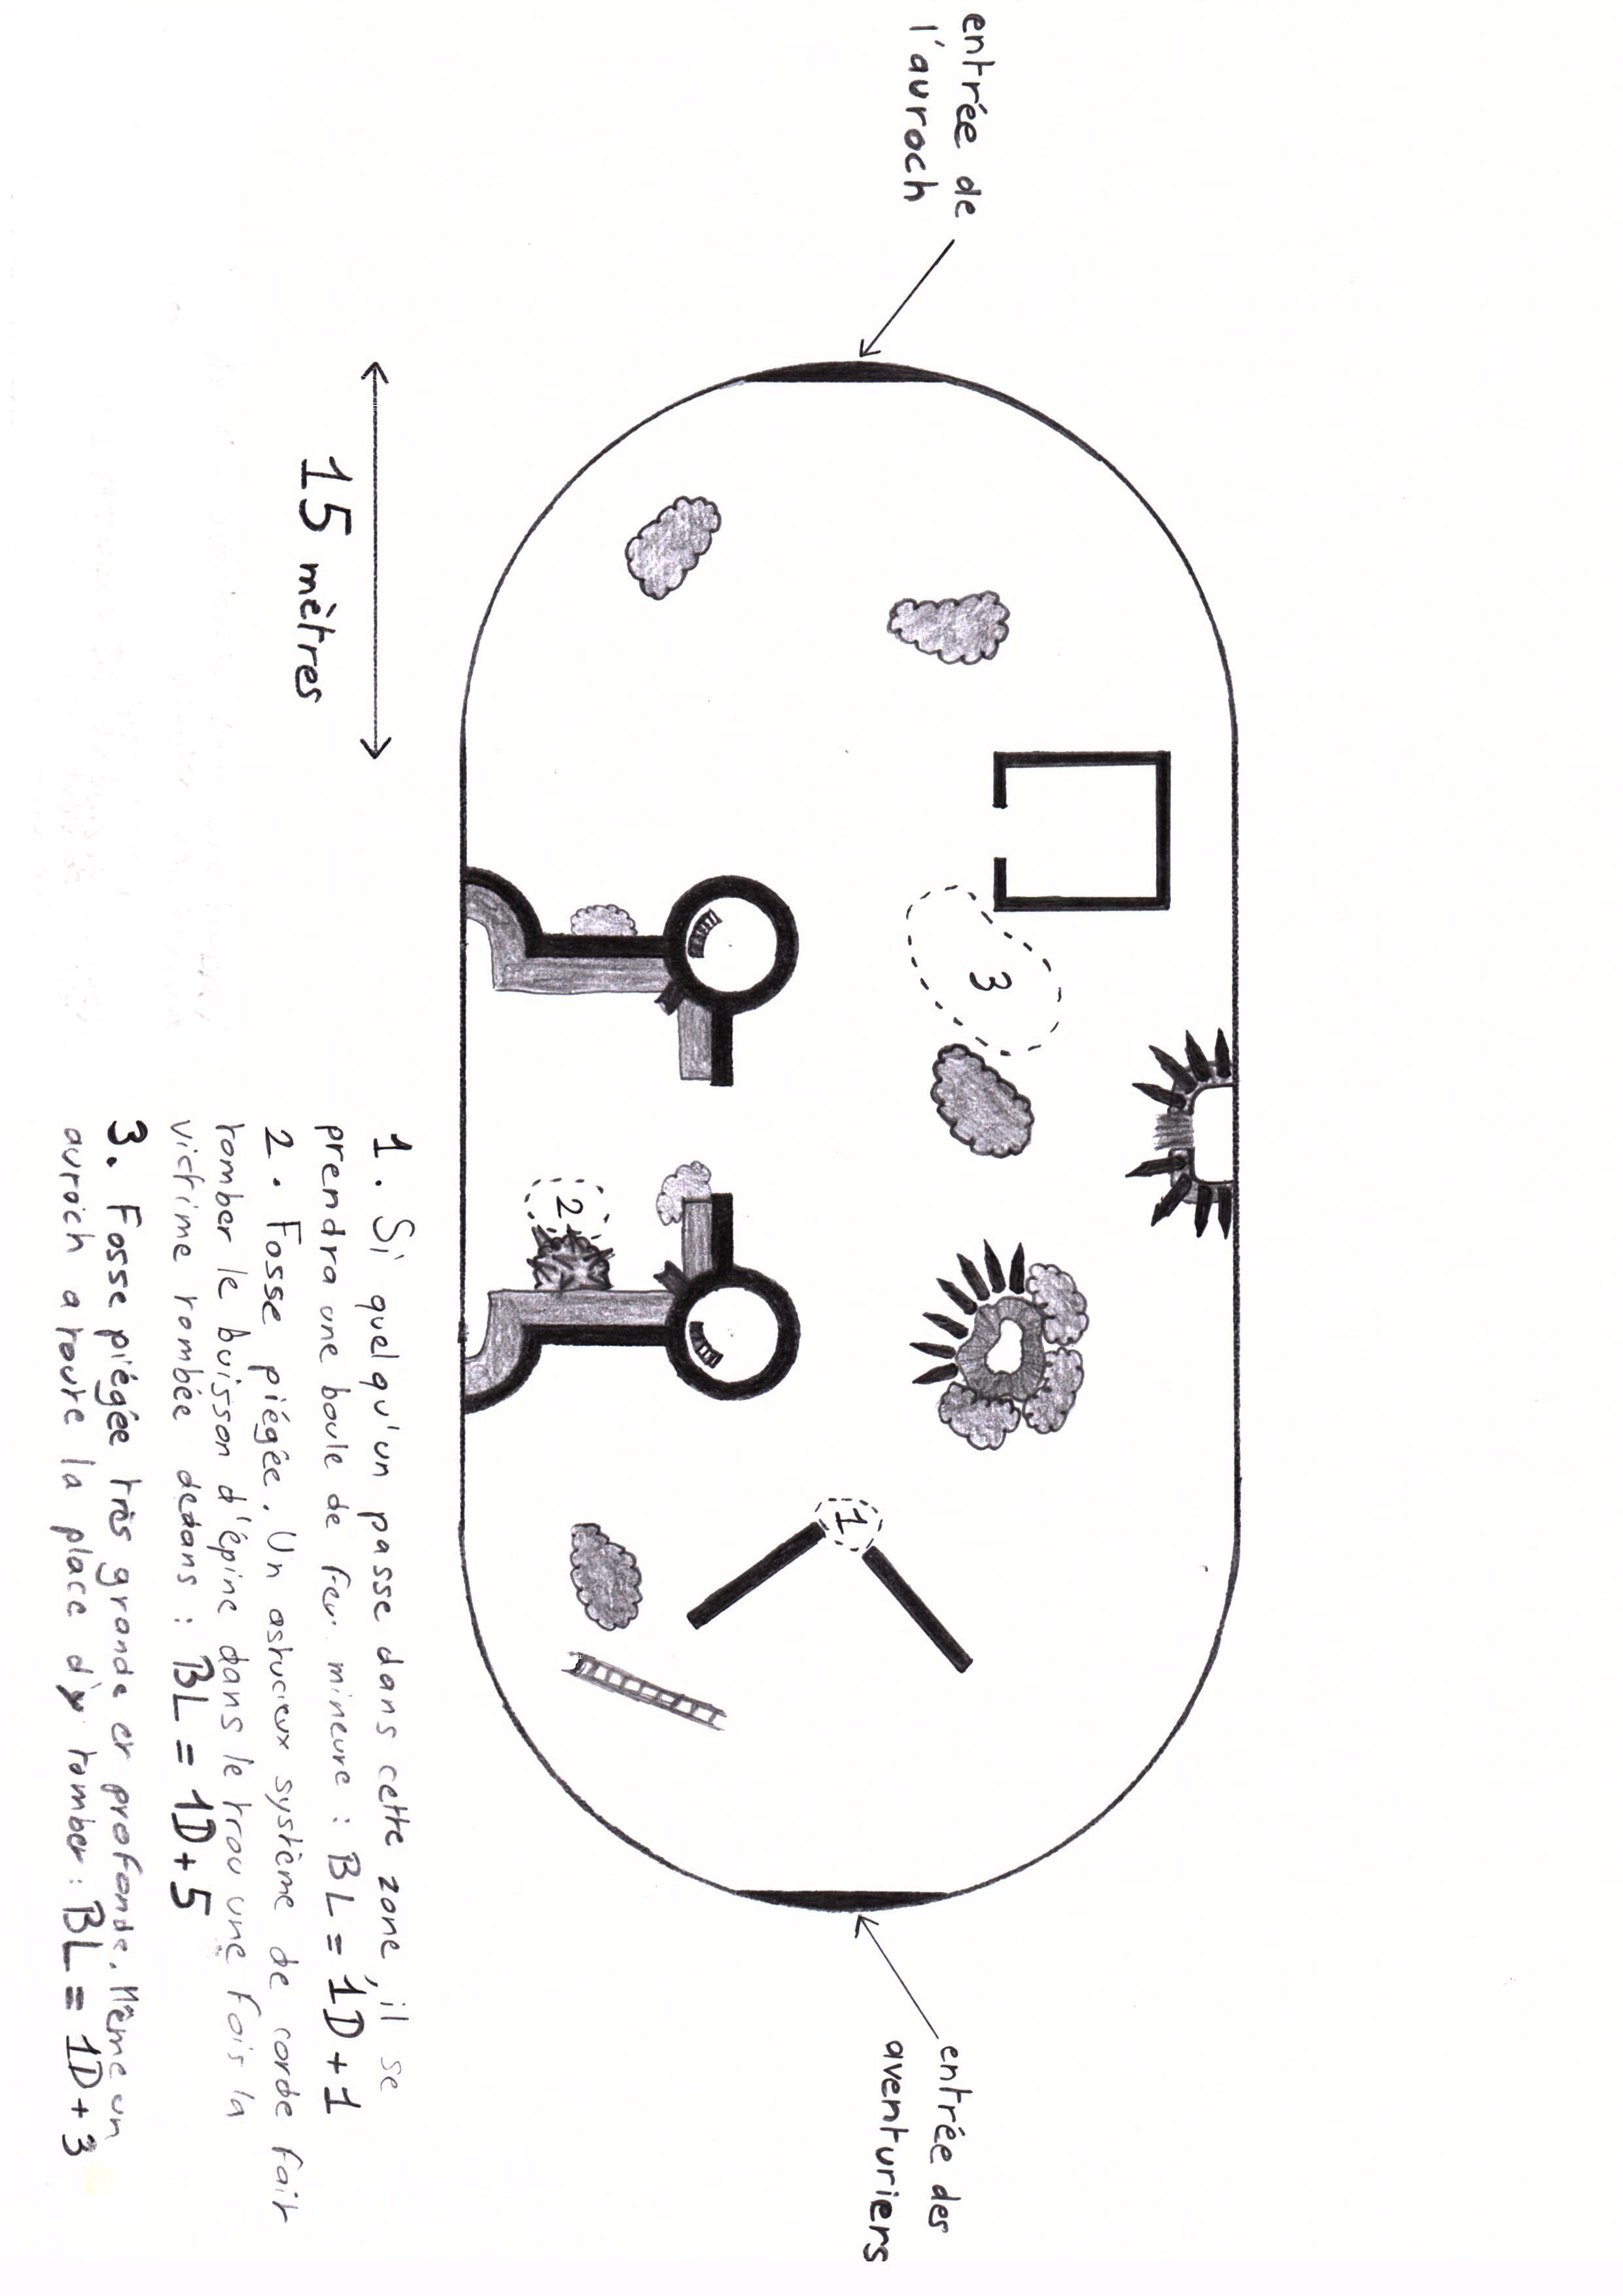 entrée de
l'auroch
entrée des
aventuriers
3
1
2
15 mètres
1. Si quelqu'un passe dans cette zone, il se
prendra une boule de feu mineure : BL = 1D + 1
2. Fosse piégée. Un astucieux système de corde fait
tomber le buisson d'épine dans le trou une fois la
victime tombée dedans : BL = 1D + 5
3. Fosse piégée très grande et profonde. Même un
auroch a toute la place d'y tomber : BL = 1D + 3